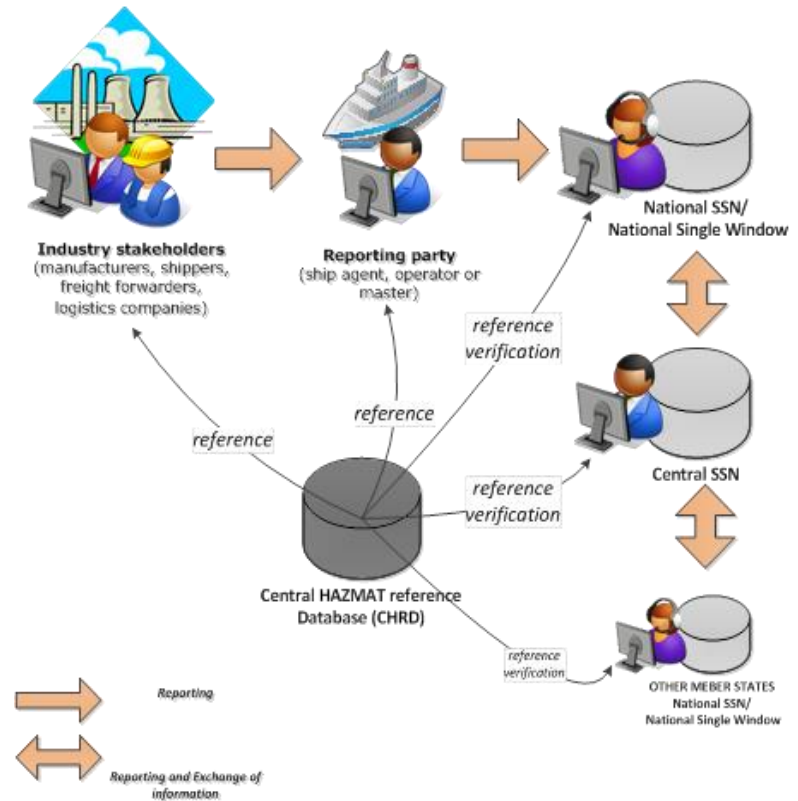 Industry stakeholders
(manufacturers, shippers,
freight forwarders,
logistics companies)
Reporting party
(ship agent, operator or
master)
National SSN/
National Single Window
reference
verification
reference
reference
Central SSN
reference
verification
Central HAZMAT reference
Database (CHRD)
reference
verification
OTHER MEBER STATES
National SSN/
National Single Window
Reporting
Reporting and Exchange of
information